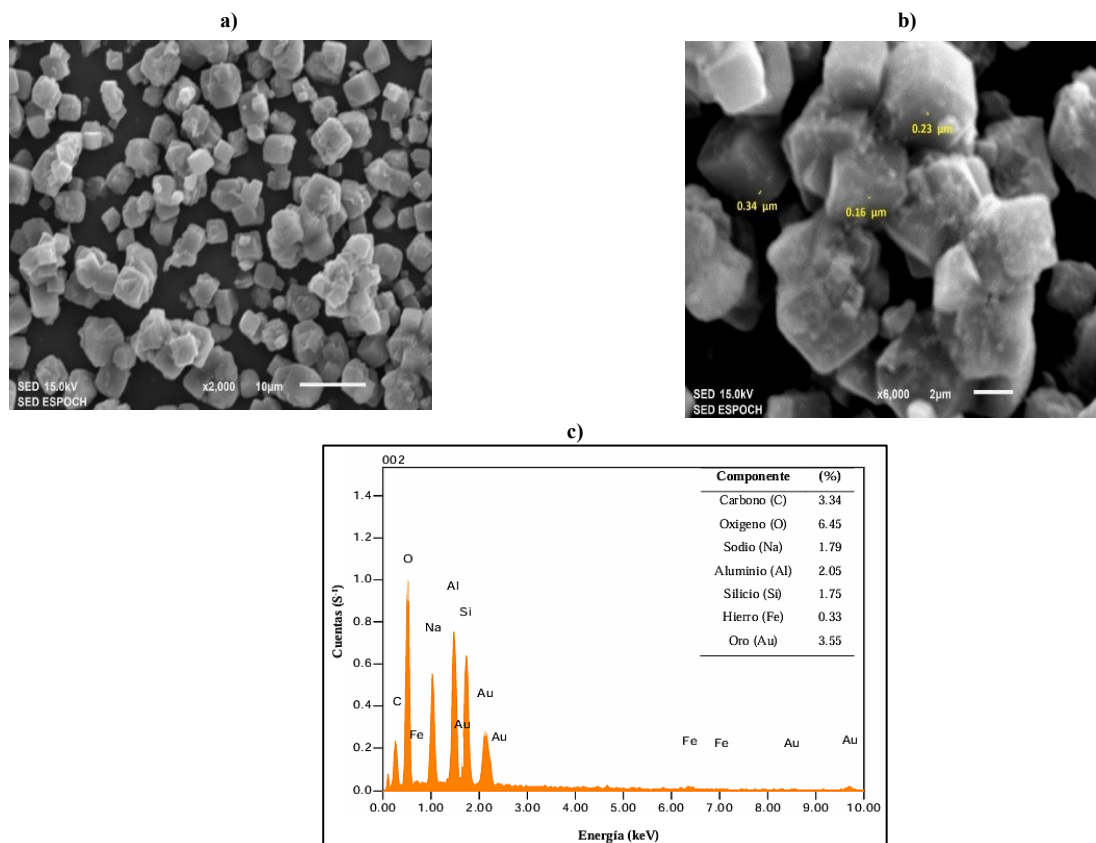 a)
b)
SED 15.0kV x2,000 10µm
SED ESPOCH
0.23 µm
0.34 µm
0.16 µm
SED 15.0kV x6,000 2µm
SED ESPOCH
c)
002
Componente (%)
Carbono (C) 3.34
Oxigeno (O) 6.45
Sodio (Na) 1.79
Aluminio (Al) 2.05
Silicio (Si) 1.75
Hierro (Fe) 0.33
Oro (Au) 3.55
Cuentas (S⁻¹)
1.4
1.2
1.0
0.8
0.6
0.4
0.2
0.0
O
Al
Si
Na
C
Au
Fe
Au
Au
Fe
Fe
Au
Au
0.00 1.00 2.00 3.00 4.00 5.00 6.00 7.00 8.00 9.00 10.00
Energía (keV)